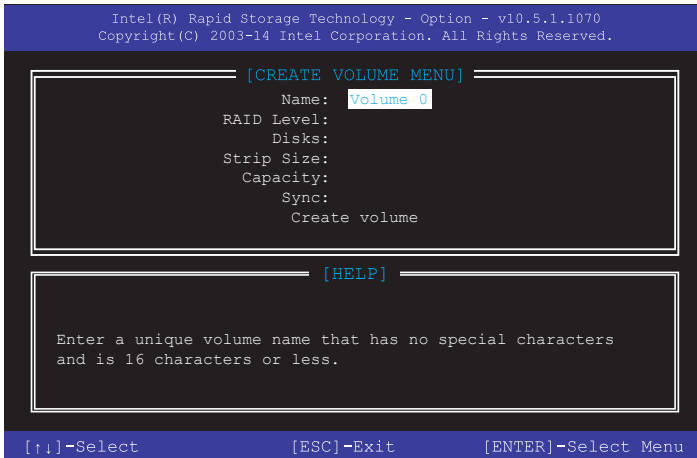 Intel(R) Rapid Storage Technology - Option - v10.5.1.1070
Copyright(C) 2003-14 Intel Corporation. All Rights Reserved.
[CREATE VOLUME MENU]
Name: Volume 0
RAID Level:
Disks:
Strip Size:
Capacity:
Sync:
Create volume
[HELP]
Enter a unique volume name that has no special characters
and is 16 characters or less.
[↑↓]-Select [ESC]-Exit [ENTER]-Select Menu